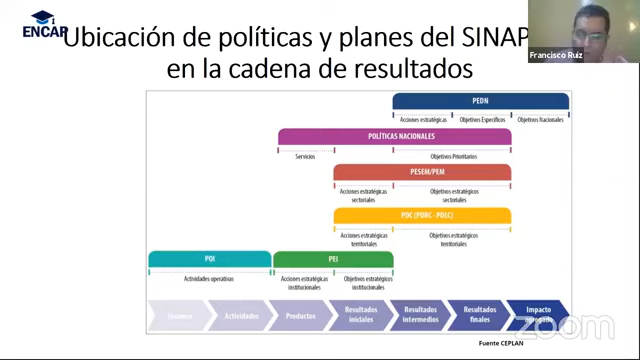 ENCAP
Ubicación de políticas y planes del SINAP
en la cadena de resultados
Francisco Ruiz
PEDN
Acciones estratégicas
Objetivos Específicos
Objetivos Nacionales
POLÍTICAS NACIONALES
Servicios
Objetivos Prioritarios
PESEM/PEM
Acciones estratégicas
sectoriales
Objetivos estratégicos
sectoriales
PDC (PDRC - PDLC)
Acciones estratégicas
territoriales
Objetivos estratégicos
territoriales
POI
Actividades operativas
PEI
Acciones estratégicas
institucionales
Objetivos estratégicos
institucionales
Insumos
Actividades
Productos
Resultados
iniciales
Resultados
intermedios
Resultados
finales
Impacto
zoom
Fuente CEPLAN